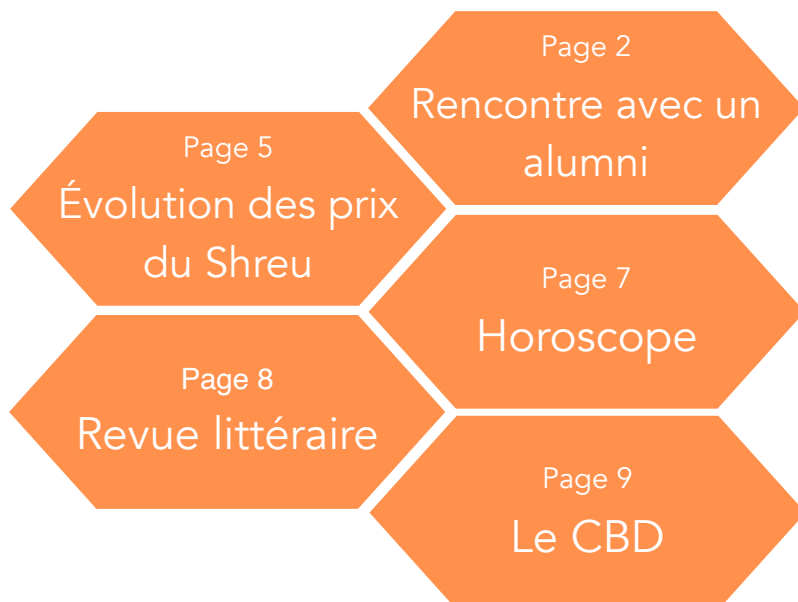 Page 2
Rencontre avec un
alumni
Page 5
Évolution des prix
du Shreu
Page 7
Horoscope
Page 8
Revue littéraire
Page 9
Le CBD